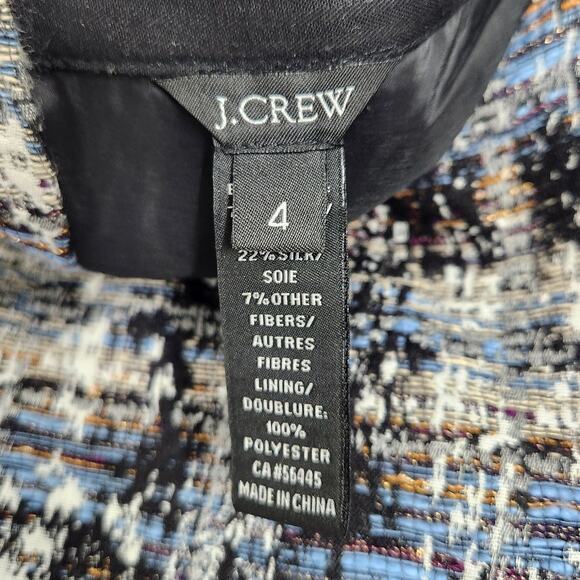 J.CREW
4
22% SILK/
SOIE
7% OTHER
FIBERS/
AUTRES
FIBRES
LINING/
DOUBLURE:
100%
POLYESTER
CA#56445
MADE IN CHINA